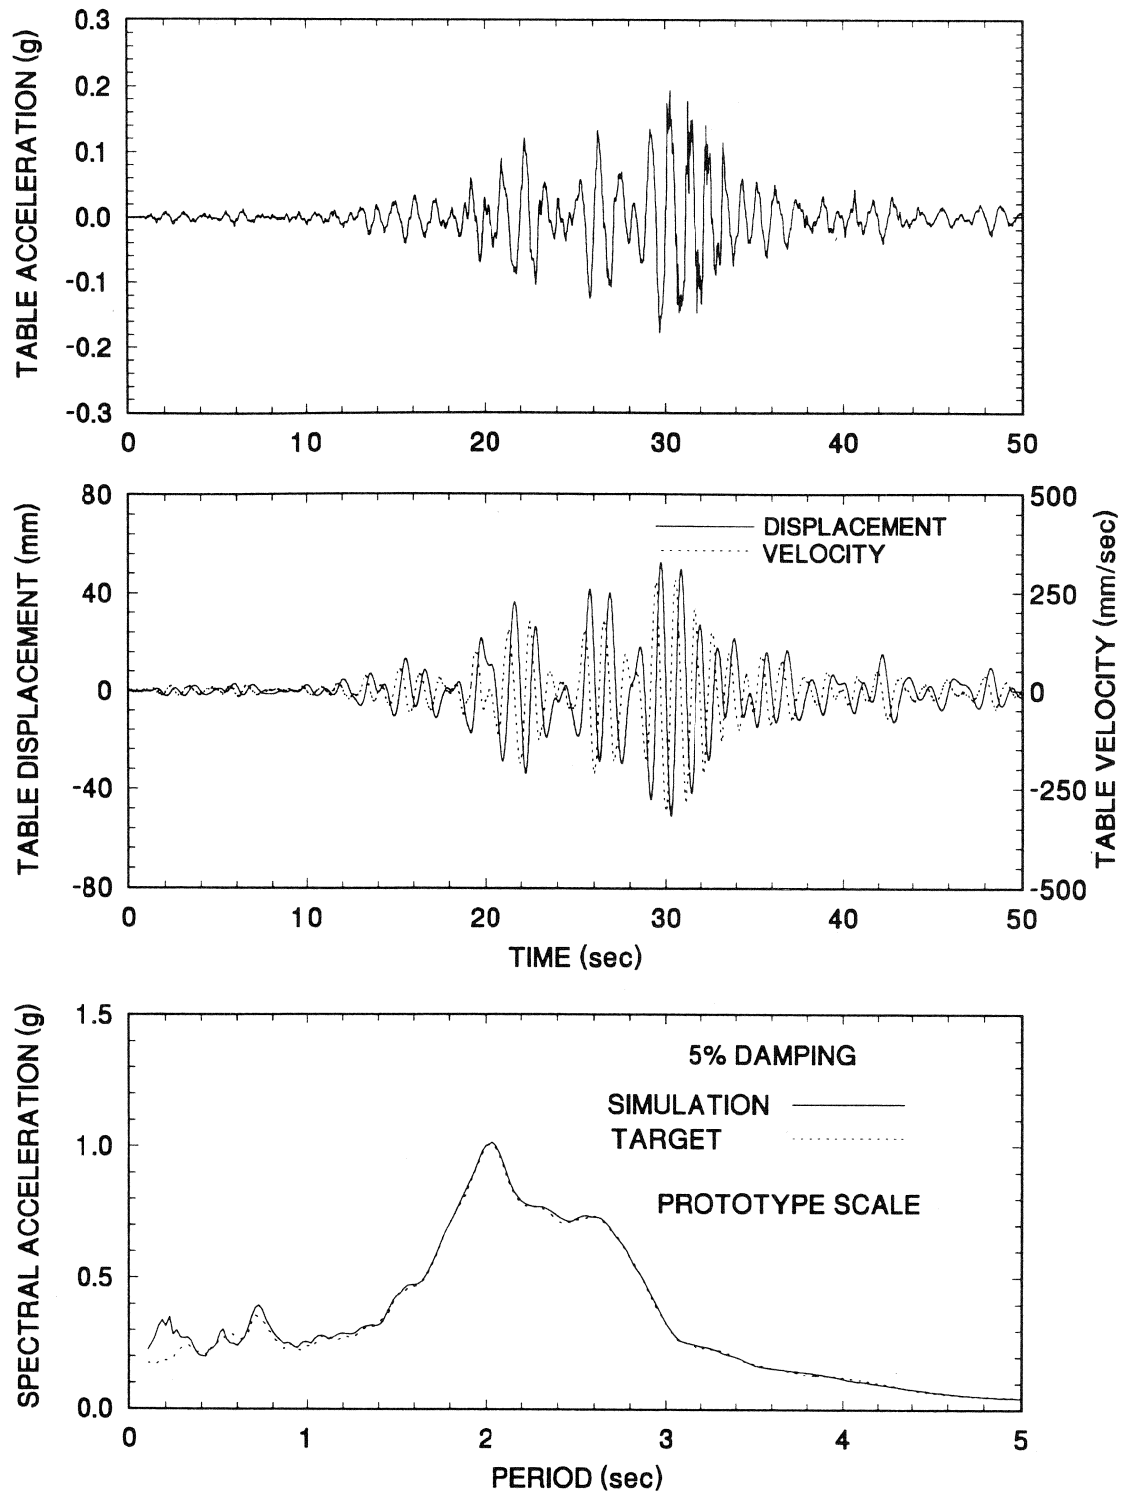 TABLE ACCELERATION (g)
0.3
0.2
0.1
0.0
-0.1
-0.2
-0.3
0 10 20 30 40 50
TABLE DISPLACEMENT (mm)
80
40
0
-40
-80
DISPLACEMENT
VELOCITY
500
250
0
-250
-500
TABLE VELOCITY (mm/sec)
0 10 20 30 40 50
TIME (sec)
SPECTRAL ACCELERATION (g)
1.5
1.0
0.5
0.0
5% DAMPING
SIMULATION
TARGET
PROTOTYPE SCALE
0 1 2 3 4 5
PERIOD (sec)